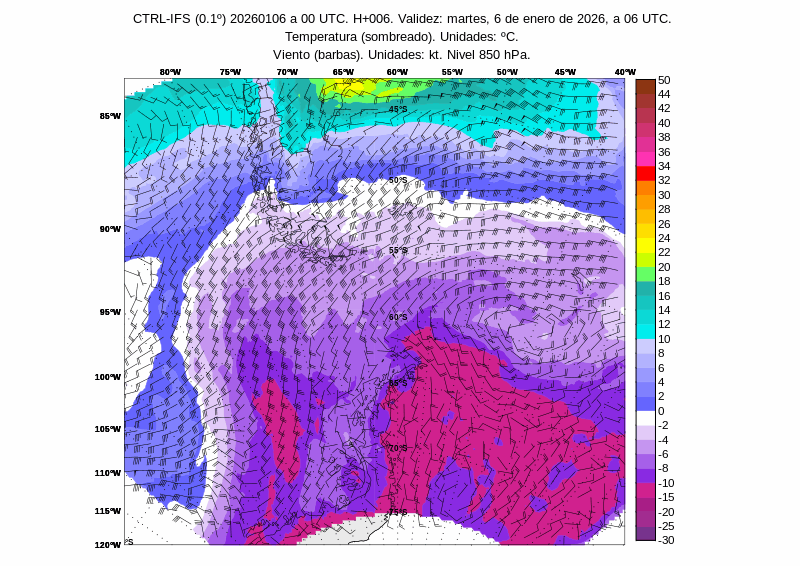 CTRL-IFS (0.1º) 20260106 a 00 UTC. H+006. Validez: martes, 6 de enero de 2026, a 06 UTC.
Temperatura (sombreado). Unidades: ºC.
Viento (barbas). Unidades: kt. Nivel 850 hPa.
80°W 75°W 70°W 65°W 60°W 55°W 50°W 45°W 40°W
50
44
45°S
42
85°W
40
38
36
34
32
50°S
30
28
90°W
26
24
55°S
22
20
18
16
95°W
60°S
14
12
10
8
6
100°W
65°S
4
2
0
105°W
-2
-4
70°S
-6
110°W
-8
-10
-15
115°W
75°S
-20
-25
120°W
°S
-30